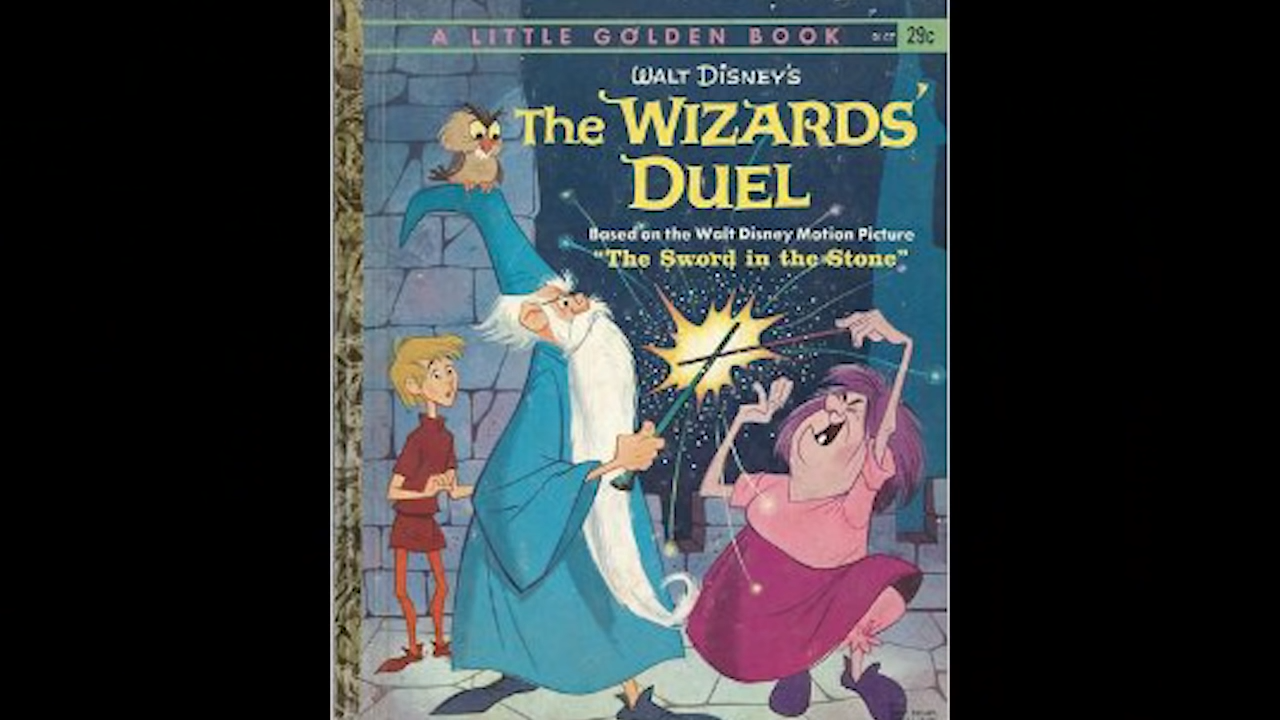 A LITTLE GOLDEN BOOK
29¢
WALT DISNEY'S
The WIZARDS'
DUEL
Based on the Walt Disney Motion Picture
"The Sword in the Stone"